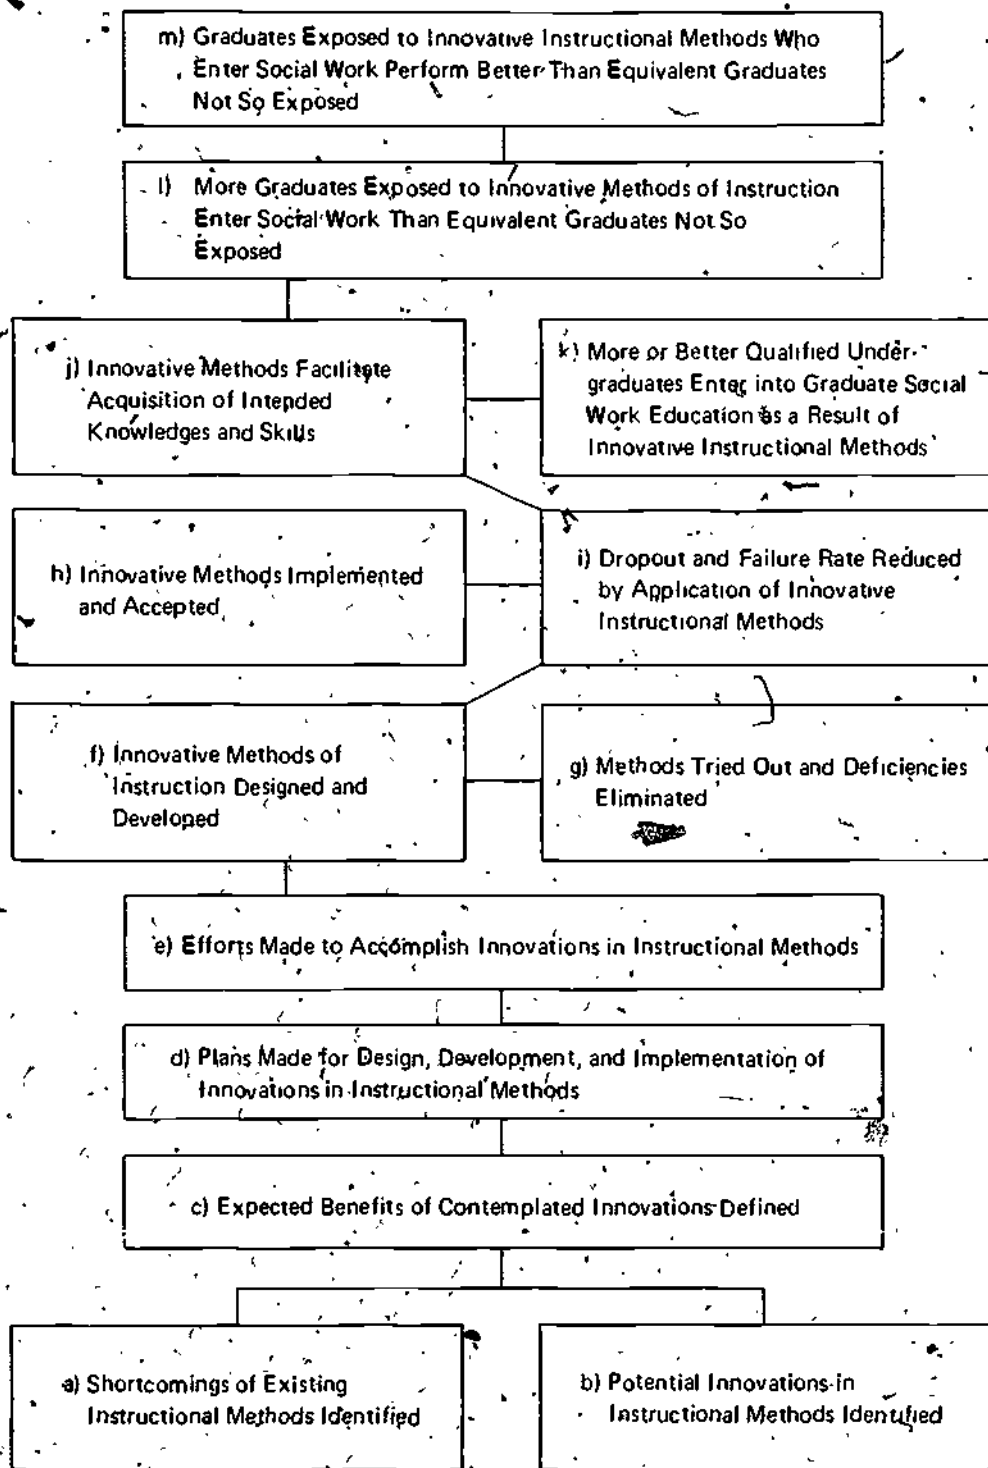 m) Graduates Exposed to Innovative Instructional Methods Who
Enter Social Work Perform Better Than Equivalent Graduates
Not So Exposed
l) More Graduates Exposed to Innovative Methods of Instruction
Enter Social Work Than Equivalent Graduates Not So
Exposed
j) Innovative Methods Facilitate
Acquisition of Intended
Knowledges and Skills
k) More or Better Qualified Under-
graduates Enter into Graduate Social
Work Education as a Result of
Innovative Instructional Methods
h) Innovative Methods Implemented
and Accepted
i) Dropout and Failure Rate Reduced
by Application of Innovative
Instructional Methods
f) Innovative Methods of
Instruction Designed and
Developed
g) Methods Tried Out and Deficiencies
Eliminated
e) Efforts Made to Accomplish Innovations in Instructional Methods
d) Plans Made for Design, Development, and Implementation of
Innovations in Instructional Methods
c) Expected Benefits of Contemplated Innovations Defined
a) Shortcomings of Existing
Instructional Methods Identified
b) Potential Innovations in
Instructional Methods Identified